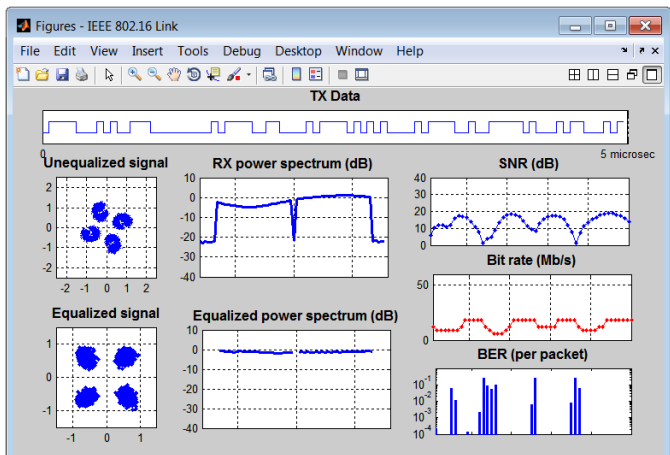 Figures - IEEE 802.16 Link
File Edit View Insert Tools Debug Desktop Window Help
TX Data
0
5 microsec
Unequalized signal
2
1
0
-1
-2
-2 -1 0 1 2
RX power spectrum (dB)
10
0
-10
-20
-30
-40
SNR (dB)
40
30
20
10
0
Bit rate (Mb/s)
50
0
Equalized signal
1
0
-1
-1 0 1
Equalized power spectrum (dB)
10
0
-10
-20
-30
-40
BER (per packet)
10-1
10-2
10-3
10-4